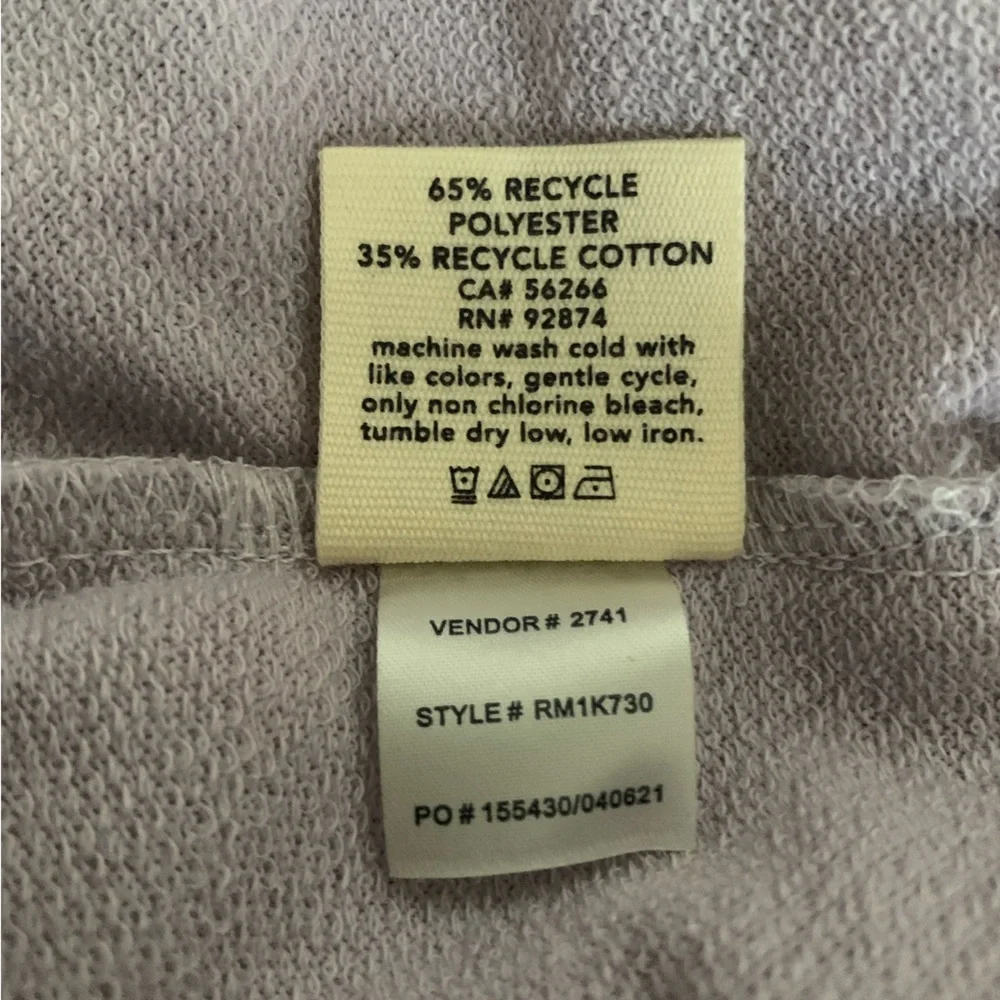 65% RECYCLE
POLYESTER
35% RECYCLE COTTON
CA# 56266
RN# 92874
machine wash cold with
like colors, gentle cycle,
only non chlorine bleach,
tumble dry low, low iron.
VENDOR # 2741
STYLE # RM1K730
PO # 155430/040621